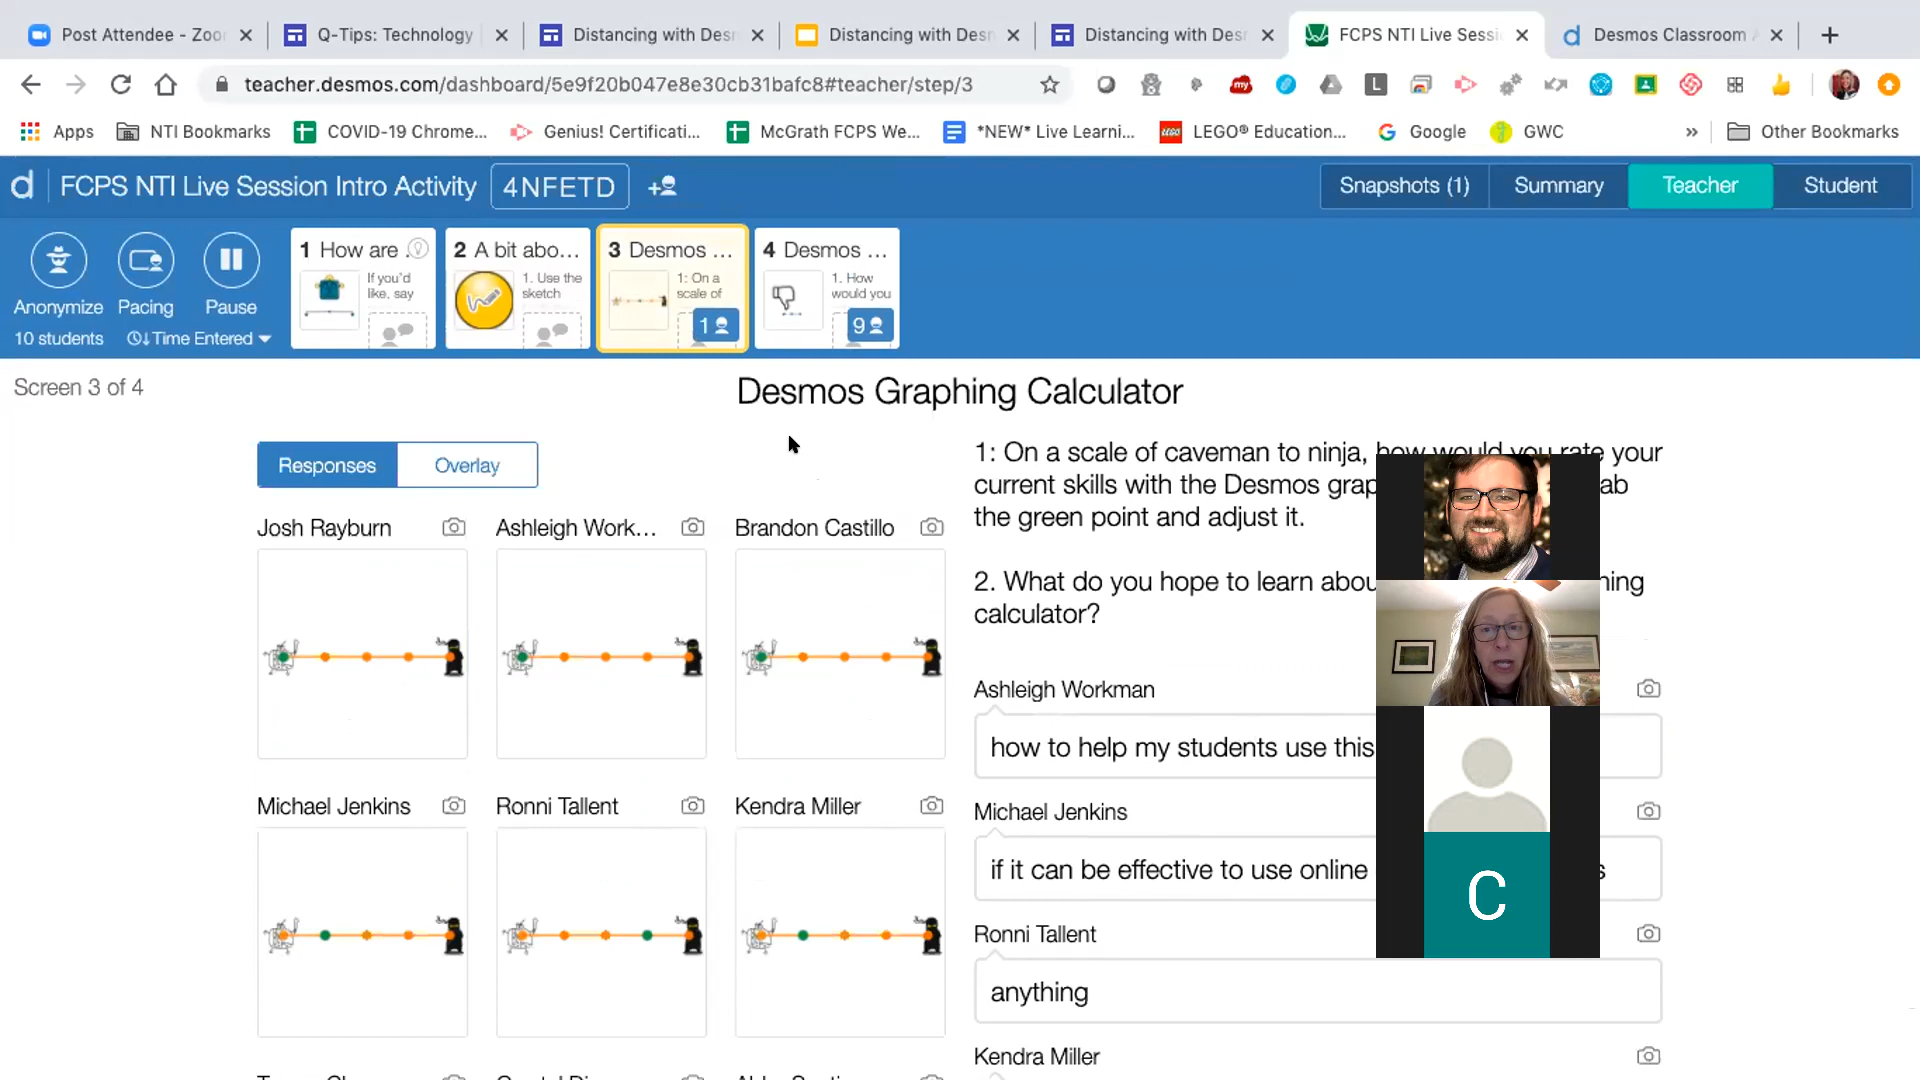 Post Attendee - Zoo
Q-Tips: Technology
Distancing with Des
Distancing with Des
Distancing with Des
FCPS NTI Live Sessi
Desmos Classroom
teacher.desmos.com/dashboard/5e9f20b047e8e30cb31bafc8#teacher/step/3
Apps
NTI Bookmarks
COVID-19 Chrome...
Genius! Certificati...
McGrath FCPS We...
*NEW* Live Learni...
LEGO® Education...
Google
GWC
Other Bookmarks
FCPS NTI Live Session Intro Activity
4NFETD
Snapshots (1)
Summary
Teacher
Student
Anonymize
Pacing
Pause
10 students
Time Entered
1 How are
If you'd
like, say
2 A bit abo...
1. Use the
sketch
3 Desmos ...
1: On a
scale of
1
4 Desmos ...
1. How
would you
9
Screen 3 of 4
Desmos Graphing Calculator
Responses
Overlay
Josh Rayburn
Ashleigh Work...
Brandon Castillo
Michael Jenkins
Ronni Tallent
Kendra Miller
1: On a scale of caveman to ninja, how would you rate your
current skills with the Desmos grap ab
the green point and adjust it.
2. What do you hope to learn abou ning
calculator?
Ashleigh Workman
how to help my students use this
Michael Jenkins
if it can be effective to use online s
Ronni Tallent
anything
Kendra Miller
C